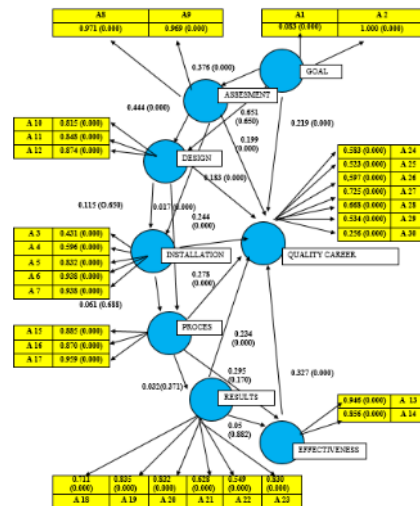 A8 A9
0.971 (0.000) 0.969 (0.000)
A1 A 2
0.083 (0.000) 1.000 (0.000)
GOAL
0.376 (0.000)
ASSESMENT
0.444 (0.000)
0.651
(0.650)
0.219 (0.000)
0.199
(0.000)
A 10 0.815 (0.000)
A 11 0.848 (0.000)
A 12 0.874 (0.000)
DESIGN
0.183 (0.000)
0.583 (0.000) A 24
0.523 (0.000) A 25
0.597 (0.000) A 26
0.725 (0.000) A 27
0.668 (0.000) A 28
0.534 (0.000) A 29
0.256 (0.000) A 30
0.115 (0.650)
0.017 (0.000)
0.244
(0.000)
A 3 0.431 (0.000)
A 4 0.596 (0.000)
A 5 0.832 (0.000)
A 6 0.938 (0.000)
A 7 0.938 (0.000)
INSTALLATION
QUALITY CAREER
0.278
(0.000)
0.061 (0.688)
A 15 0.885 (0.000)
A 16 0.870 (0.000)
A 17 0.959 (0.000)
PROCES
0.234
(0.000)
0.295
(0.170)
0.327 (0.000)
0.032(0.371)
RESULTS
0.946 (0.000) A 13
0.856 (0.000) A 14
0.05
(0.882)
EFFECTIVENESS
0.711 0.835 0.832 0.628 0.549 0.830
(0.000) (0.000) (0.000) (0.000) (0.000) (0.000)
A 18 A 19 A 20 A 21 A 22 A 23